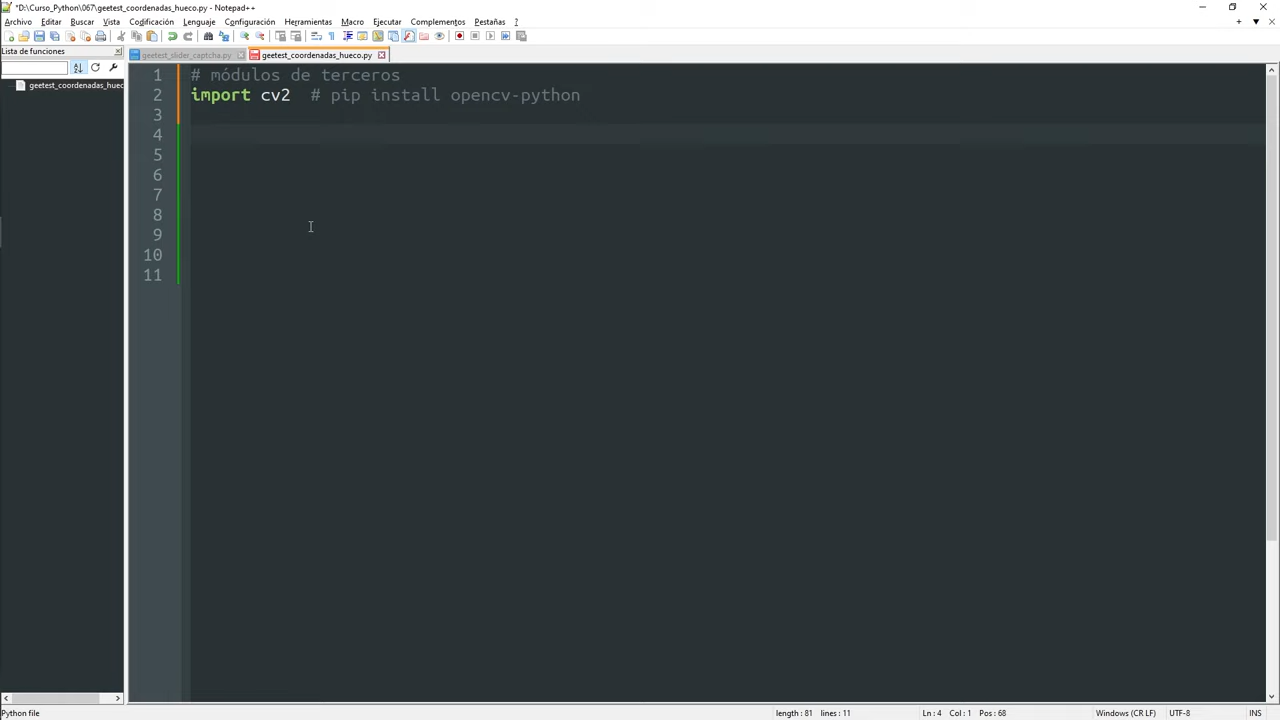 *D:\Curso_Python\067\geetest_coordenadas_hueco.py - Notepad++
Archivo Editar Buscar Vista Codificación Lenguaje Configuración Herramientas Macro Ejecutar Complementos Pestañas ?
Lista de funciones
geetest_slider_captcha.py geetest_coordenadas_hueco.py
geetest_coordenadas_huec
1 # módulos de terceros
2 import cv2 # pip install opencv-python
3
4
5
6
7
8
9
10
11
Python file length : 81 lines : 11 Ln : 4 Col : 1 Pos : 68 Windows (CR LF) UTF-8 INS